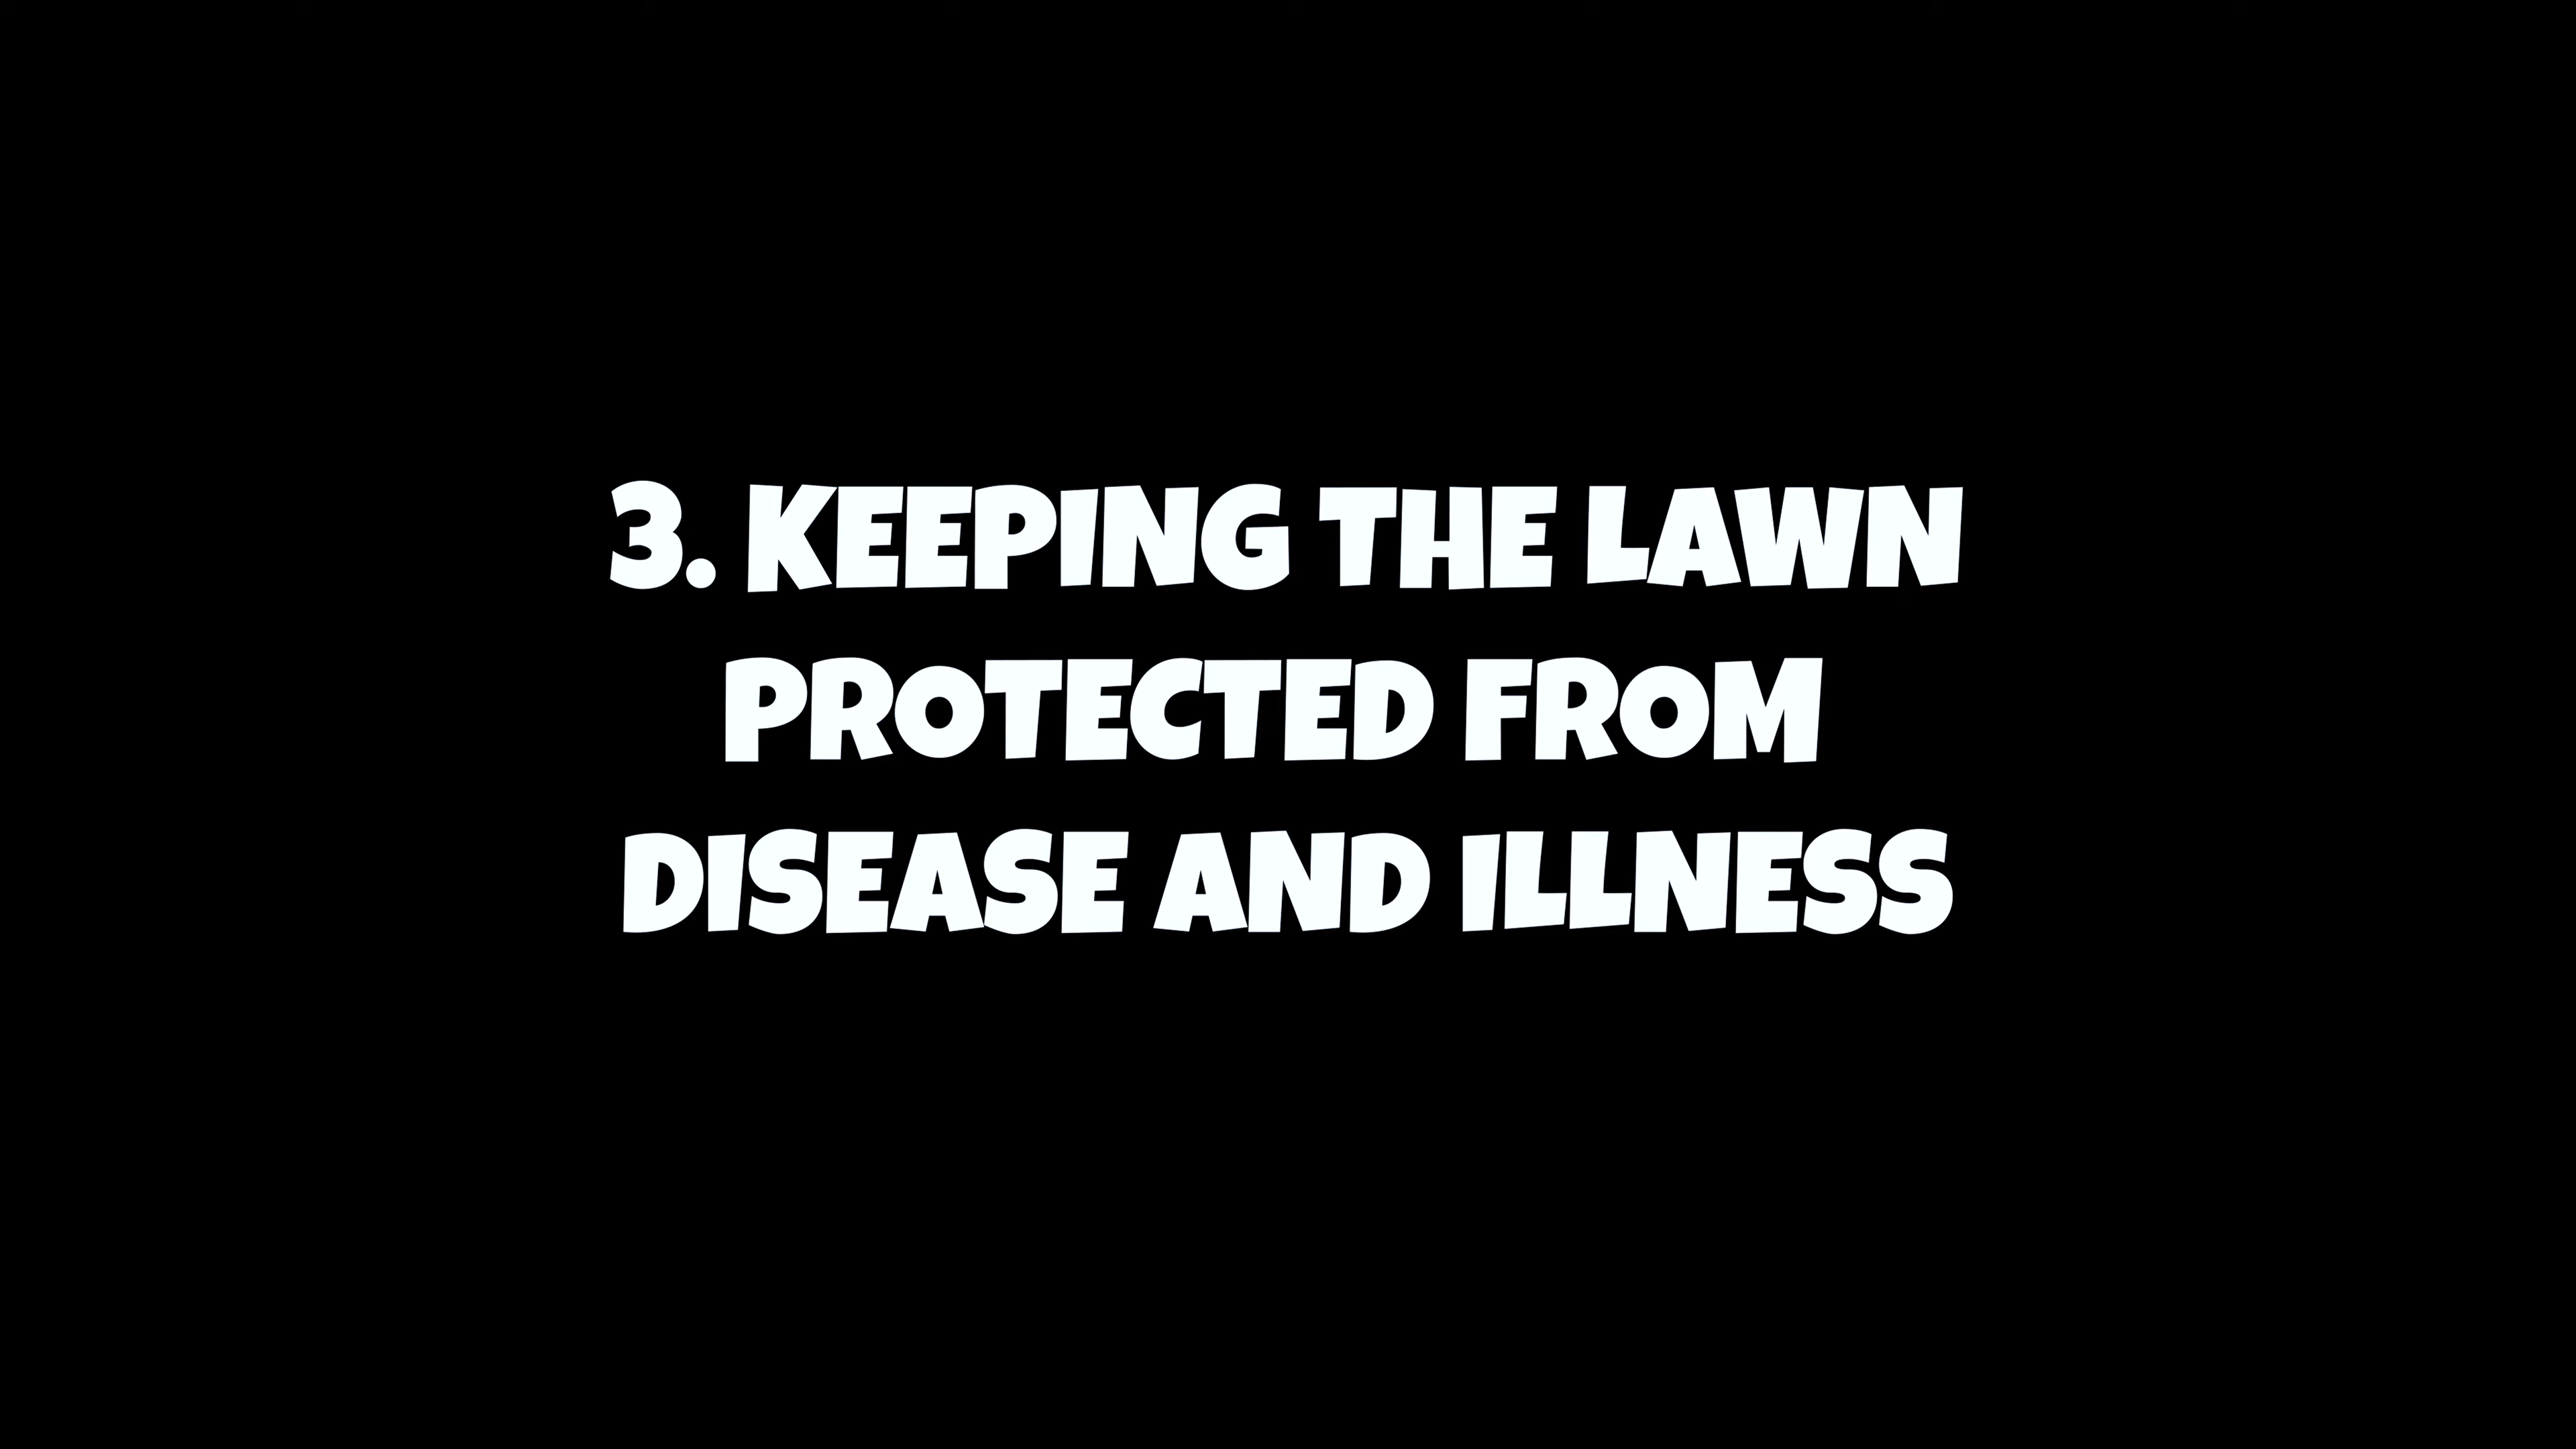 3. KEEPING THE LAWN
PROTECTED FROM
DISEASE AND ILLNESS